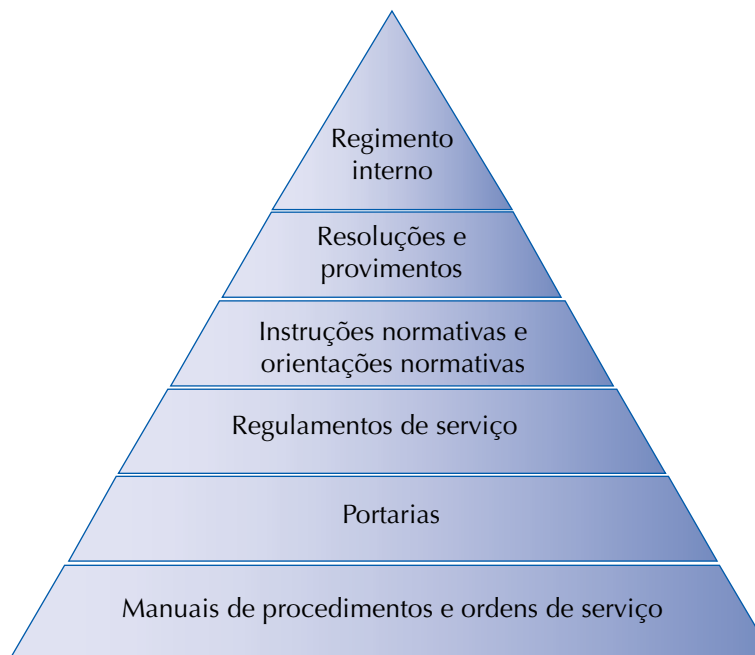 Regimento
interno
Resoluções e
provimentos
Instruções normativas e
orientações normativas
Regulamentos de serviço
Portarias
Manuais de procedimentos e ordens de serviço